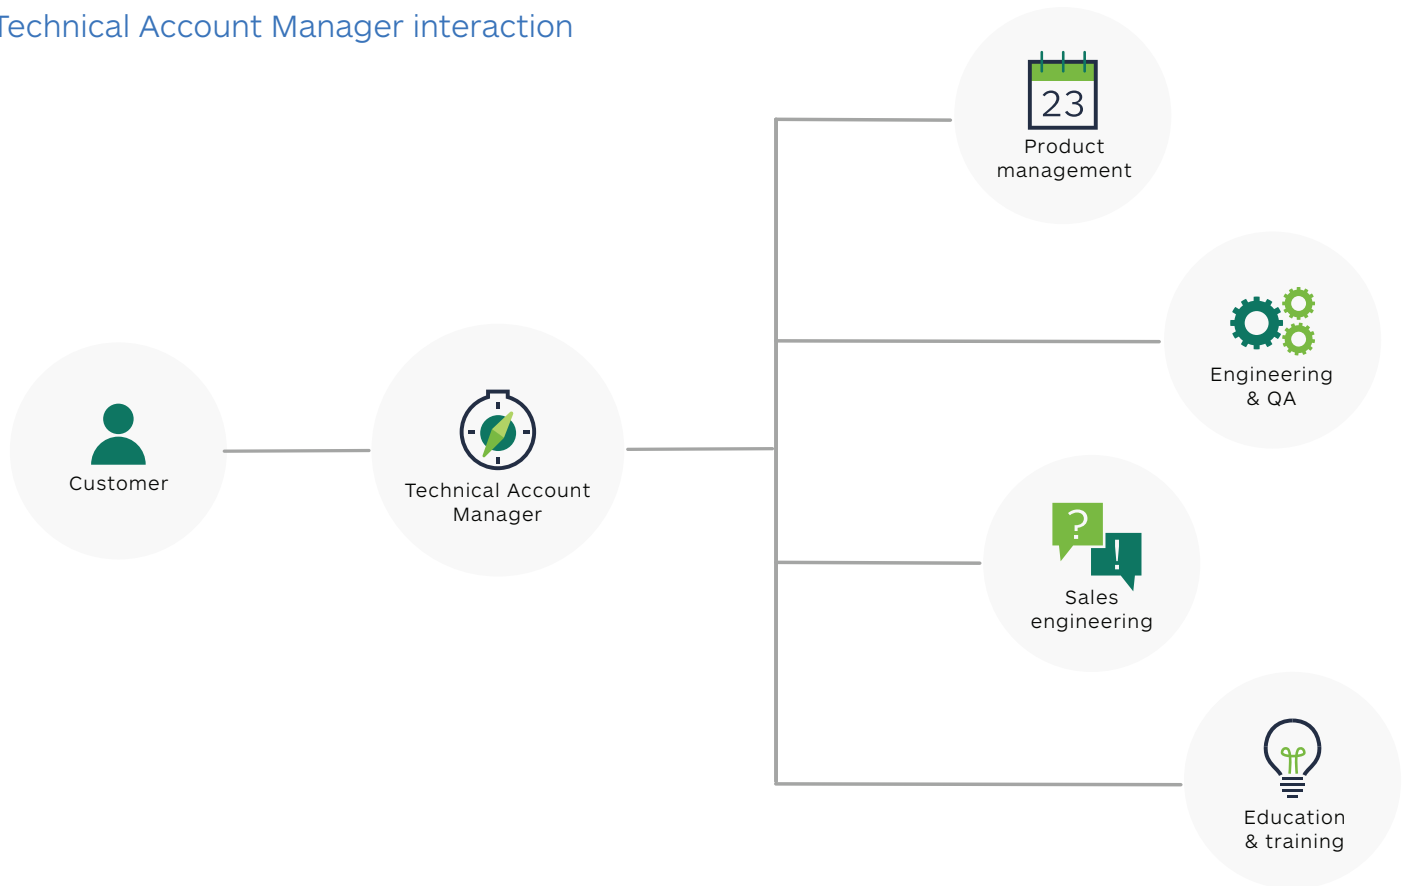 Technical Account Manager interaction
23
Product
management
Engineering
& QA
Customer
Technical Account
Manager
?
!
Sales
engineering
Education
& training